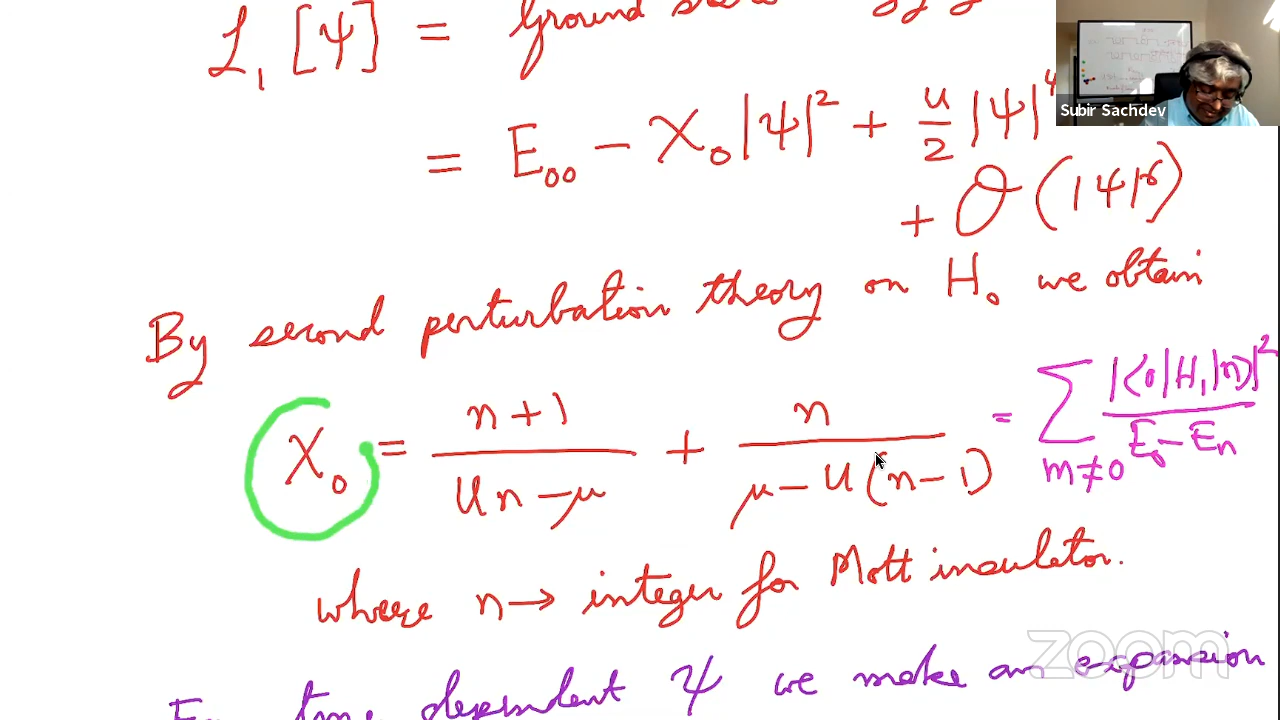 ℒ₁ [ψ] = Ground state
= E₀₀ − χ₀|ψ|² + u/2 |ψ|⁴
+ 𝒪(|ψ|⁶)
By second perturbation theory on H₀ we obtain
χ₀ = (n+1)/(Un−μ) + n/(μ−U(n−1)) = Σ_{m≠0} |⟨0|H₁|n⟩|²/(E₀−Eₙ)
where n → integer for Mott insulator.
time dependent ψ we make an expansion
Subir Sachdev
zoom